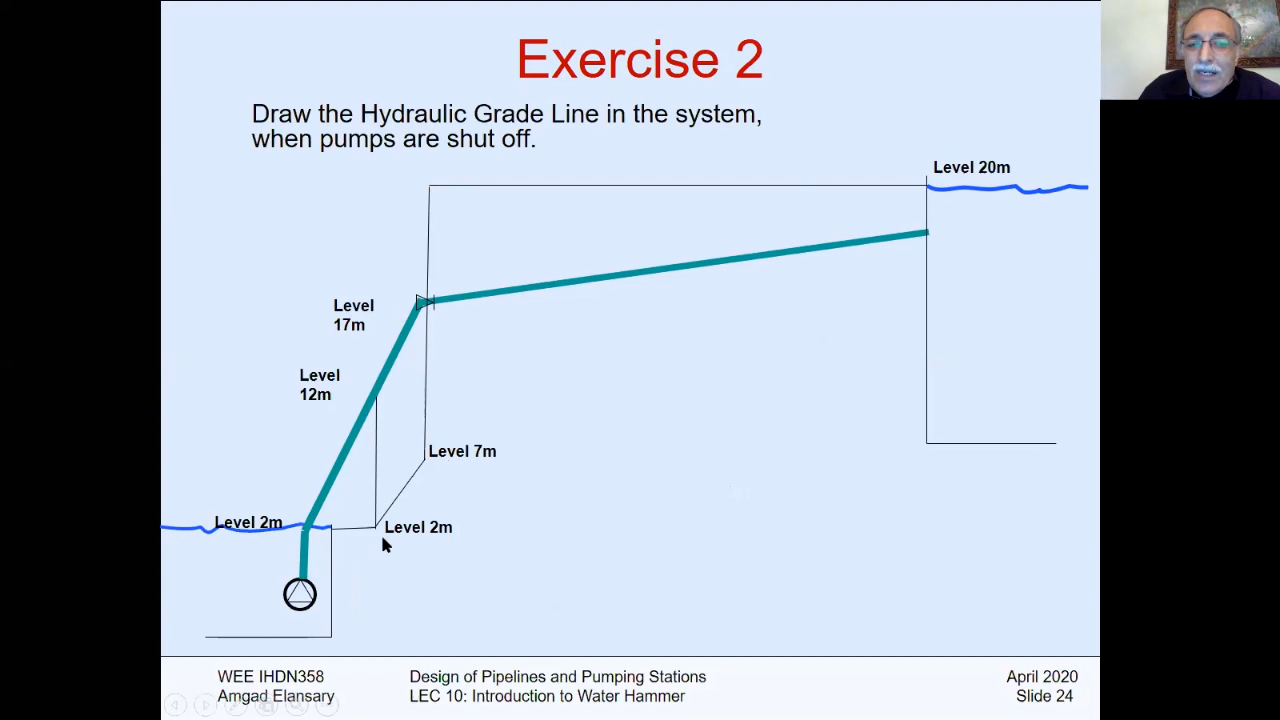 Exercise 2
Draw the Hydraulic Grade Line in the system,
when pumps are shut off.
Level 20m
Level
17m
Level
12m
Level 7m
Level 2m
Level 2m
WEE IHDN358
Amgad Elansary
Design of Pipelines and Pumping Stations
LEC 10: Introduction to Water Hammer
April 2020
Slide 24